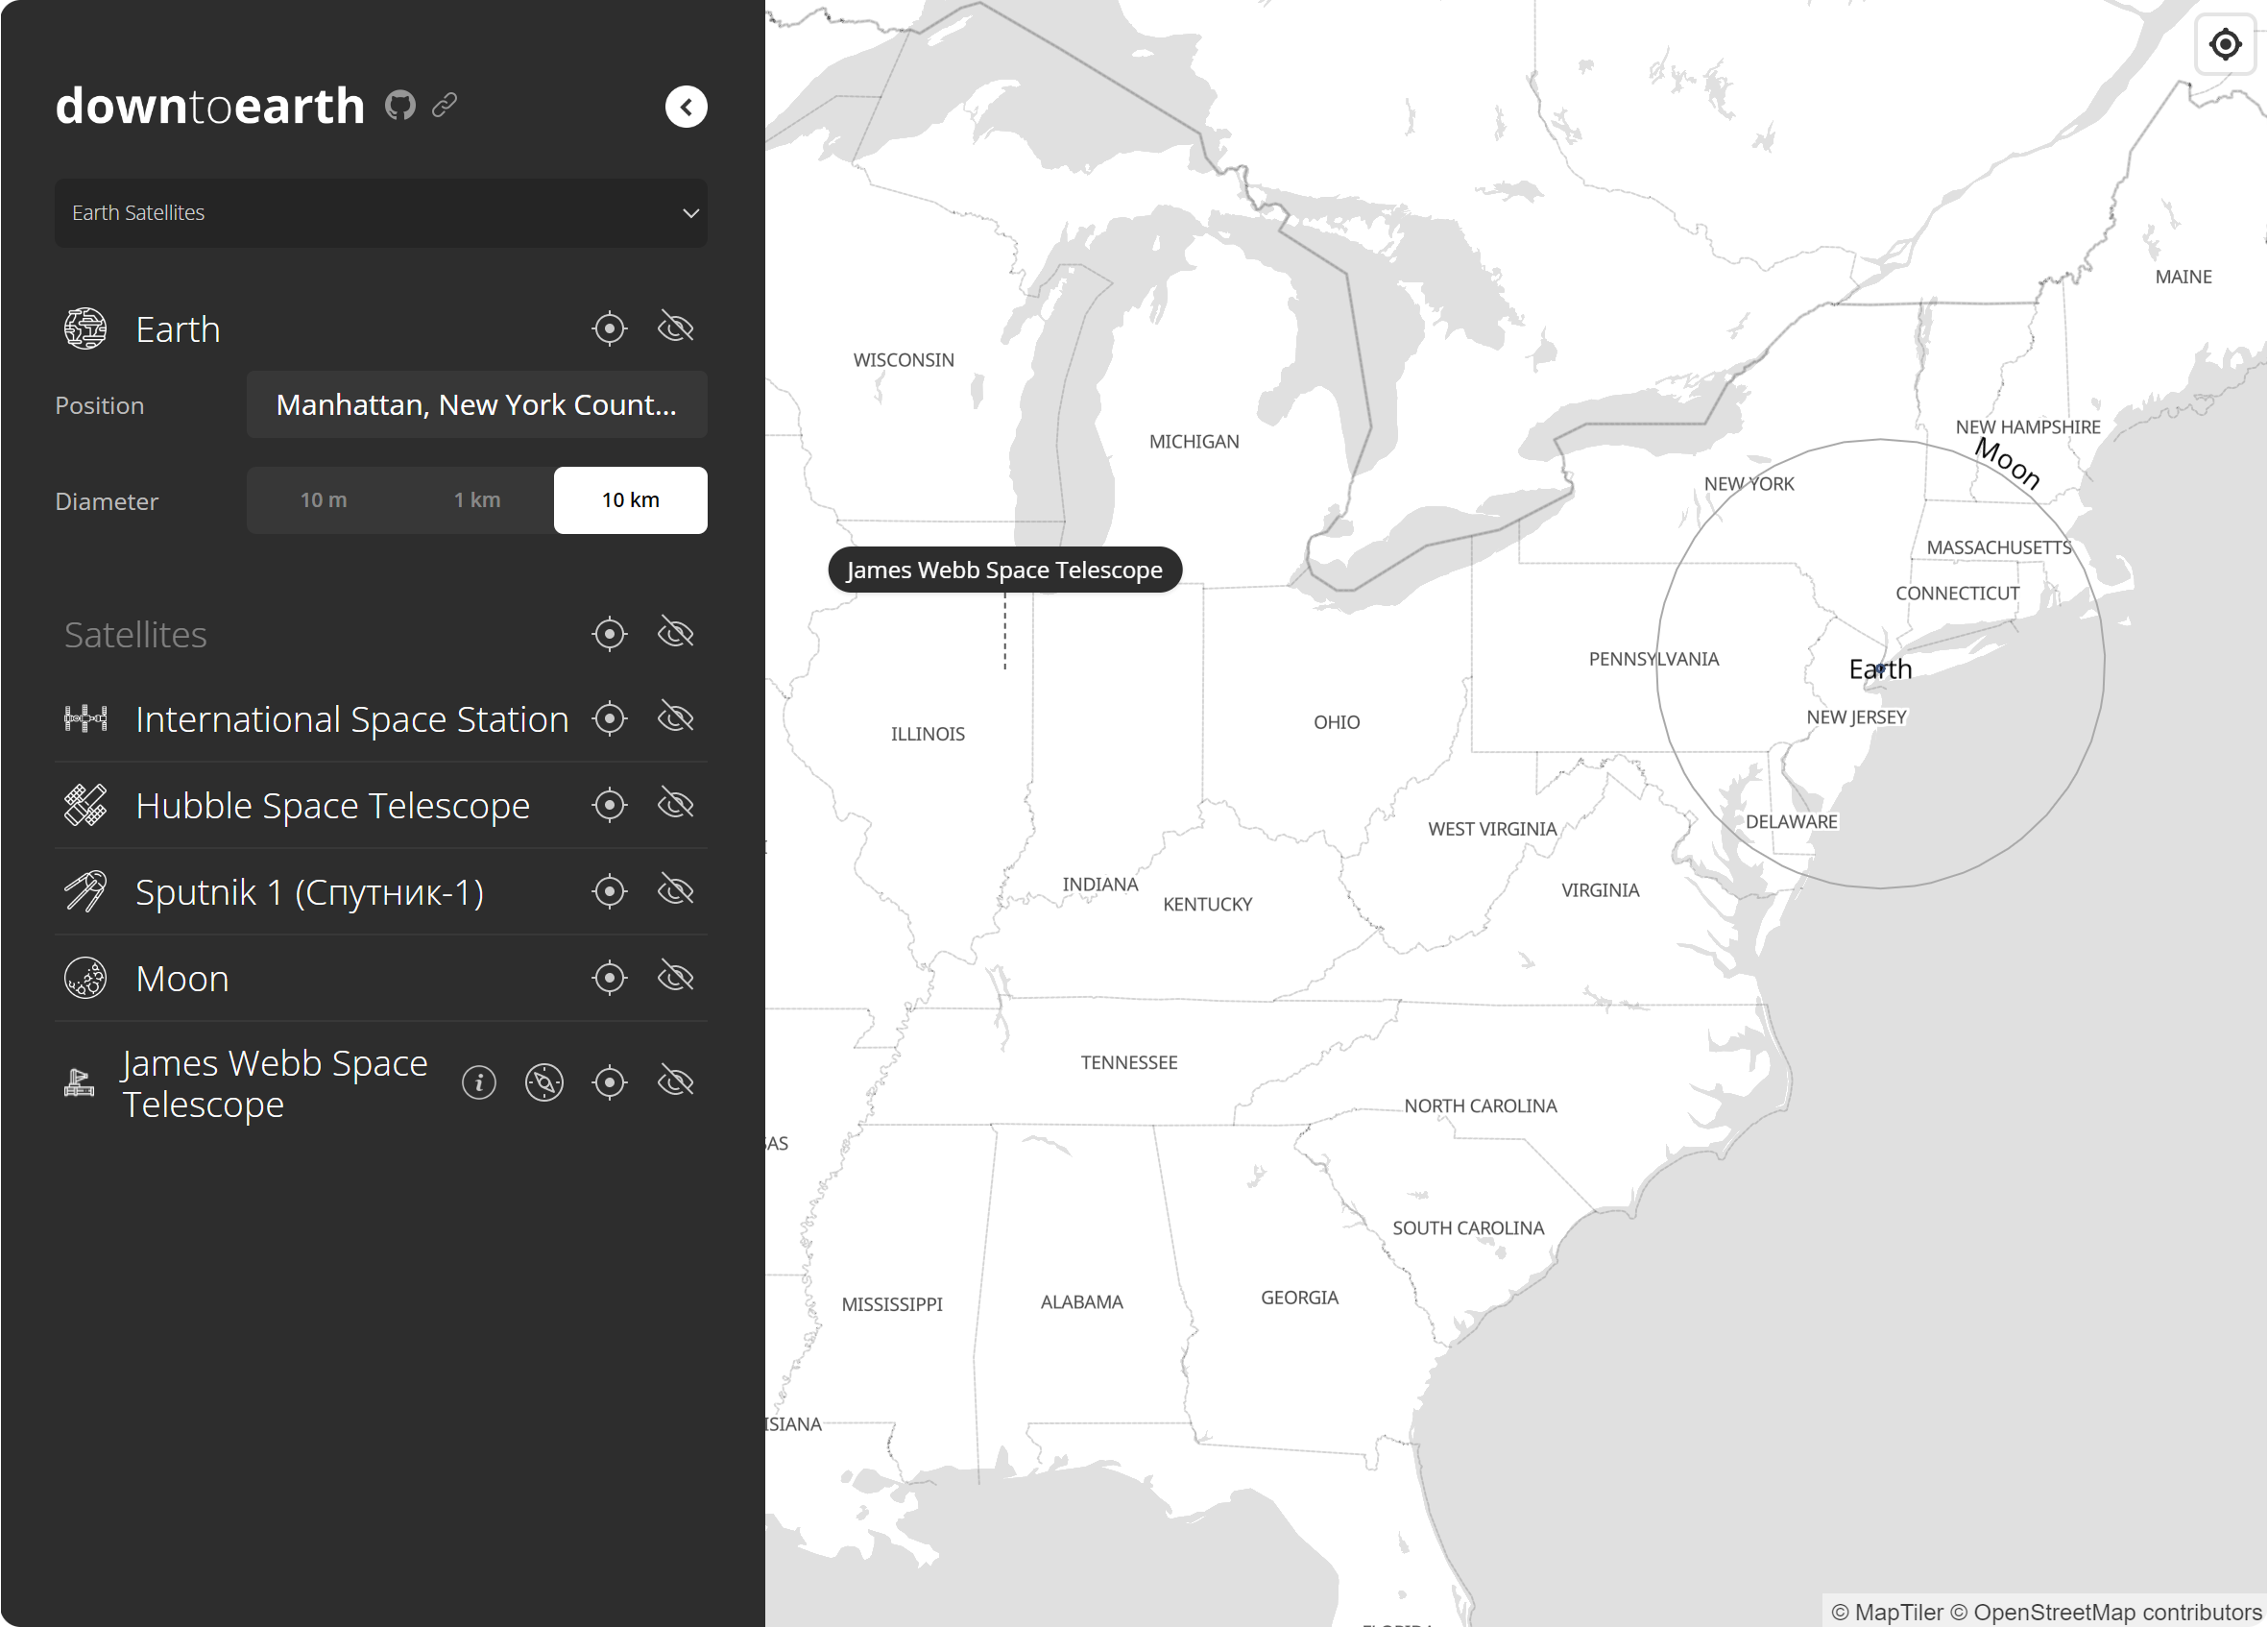 downtoearth
Earth Satellites
Earth
Position
Manhattan, New York Count...
Diameter
10 m
1 km
10 km
Satellites
International Space Station
Hubble Space Telescope
Sputnik 1 (Спутник-1)
Moon
James Webb Space
Telescope
MAINE
WISCONSIN
NEW HAMPSHIRE
MICHIGAN
Moon
NEW YORK
MASSACHUSETTS
James Webb Space Telescope
CONNECTICUT
PENNSYLVANIA
Earth
NEW JERSEY
OHIO
ILLINOIS
DELAWARE
WEST VIRGINIA
INDIANA
VIRGINIA
KENTUCKY
TENNESSEE
NORTH CAROLINA
SAS
SOUTH CAROLINA
GEORGIA
ALABAMA
MISSISSIPPI
ISIANA
© MapTiler © OpenStreetMap contributors